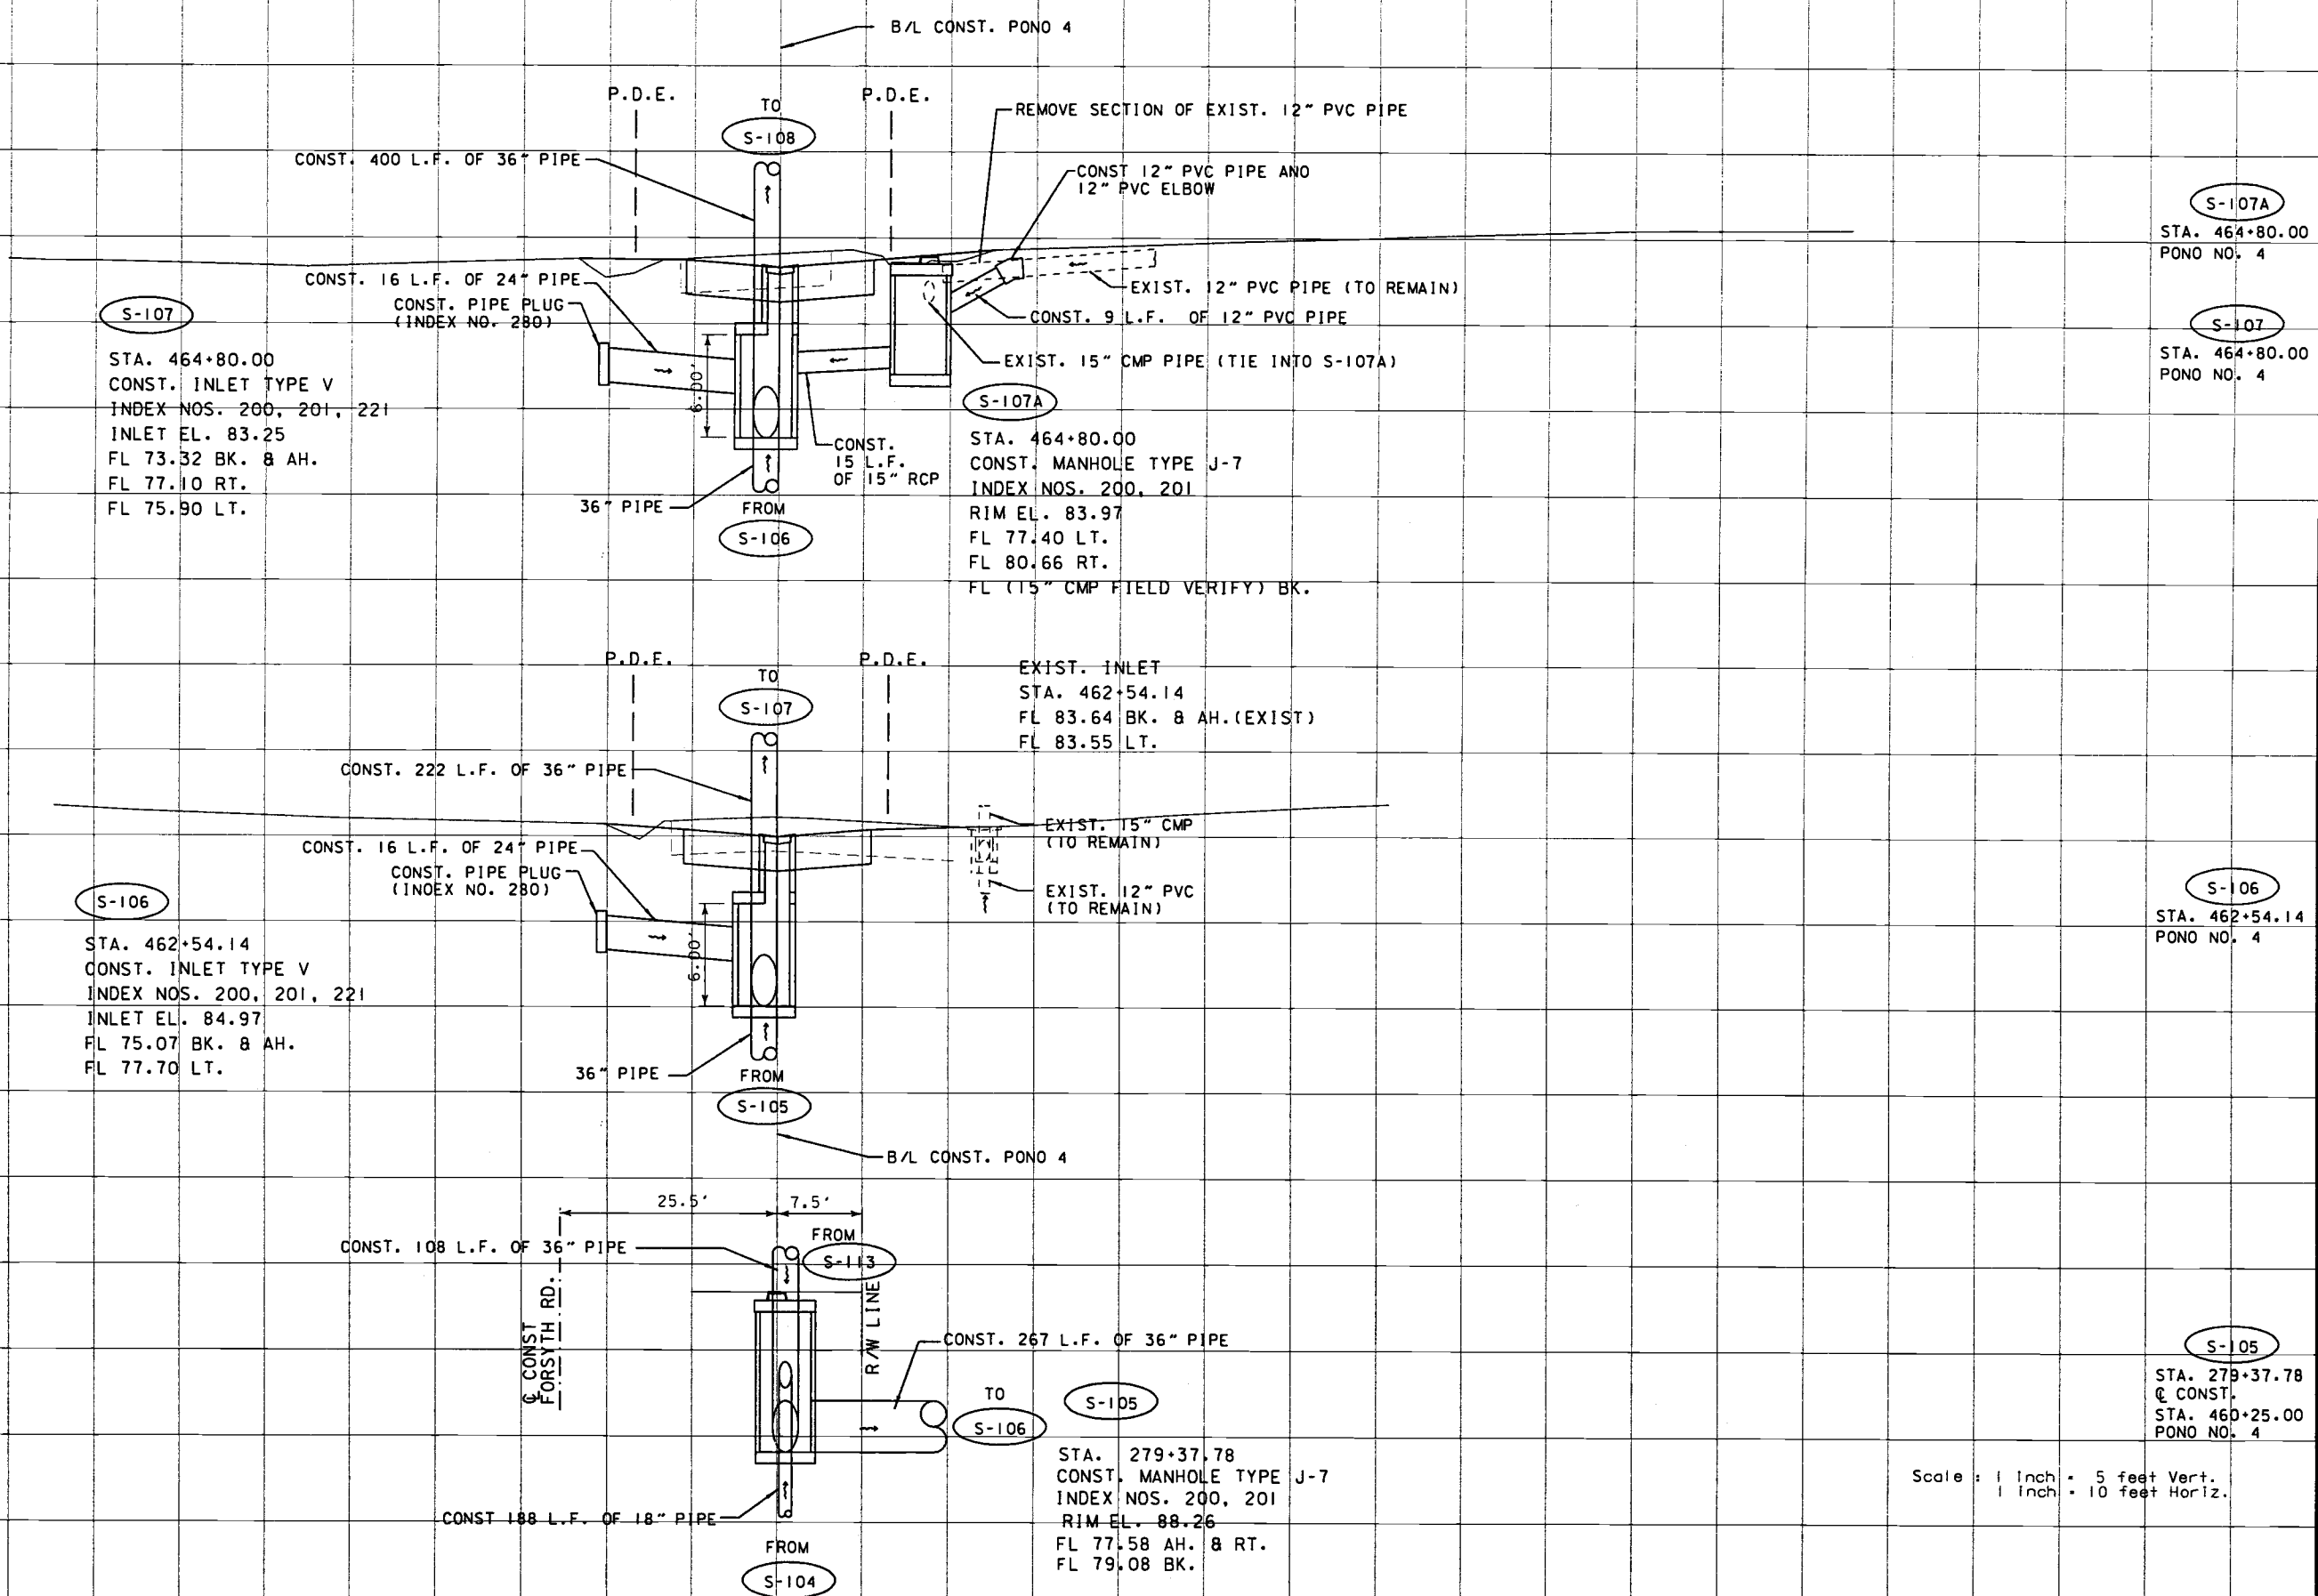 B/L CONST. POND 4
P.D.E.
TO
S-108
P.D.E.
REMOVE SECTION OF EXIST. 12" PVC PIPE
CONST. 400 L.F. OF 36" PIPE
CONST 12" PVC PIPE AND
12" PVC ELBOW
S-107A
STA. 464+80.00
POND NO. 4
CONST. 16 L.F. OF 24" PIPE
CONST. PIPE PLUG
(INDEX NO. 280)
EXIST. 12" PVC PIPE (TO REMAIN)
CONST. 9 L.F. OF 12" PVC PIPE
EXIST. 15" CMP PIPE (TIE INTO S-107A)
S-107
STA. 464+80.00
POND NO. 4
S-107
STA. 464+80.00
CONST. INLET TYPE V
INDEX NOS. 200, 201, 221
INLET EL. 83.25
FL 73.32 BK. & AH.
FL 77.10 RT.
FL 75.90 LT.
6.00'
CONST.
15 L.F.
OF 15" RCP
36" PIPE
FROM
S-106
S-107A
STA. 464+80.00
CONST. MANHOLE TYPE J-7
INDEX NOS. 200, 201
RIM EL. 83.97
FL 77.40 LT.
FL 80.66 RT.
FL (15" CMP FIELD VERIFY) BK.
P.D.E.
TO
S-107
P.D.E.
EXIST. INLET
STA. 462+54.14
FL 83.64 BK. & AH.(EXIST)
FL 83.55 LT.
CONST. 222 L.F. OF 36" PIPE
CONST. 16 L.F. OF 24" PIPE
CONST. PIPE PLUG
(INDEX NO. 280)
EXIST. 15" CMP
(TO REMAIN)
EXIST. 12" PVC
(TO REMAIN)
S-106
STA. 462+54.14
POND NO. 4
S-106
STA. 462+54.14
CONST. INLET TYPE V
INDEX NOS. 200, 201, 221
INLET EL. 84.97
FL 75.07 BK. & AH.
FL 77.70 LT.
6.00'
36" PIPE
FROM
S-105
B/L CONST. POND 4
25.5'
7.5'
FROM
S-113
CONST. 108 L.F. OF 36" PIPE
℄ CONST
FORSYTH RD.
R/W LINE
CONST. 267 L.F. OF 36" PIPE
TO
S-106
S-105
STA. 279+37.78
CONST. MANHOLE TYPE J-7
INDEX NOS. 200, 201
RIM EL. 88.26
FL 77.58 AH. & RT.
FL 79.08 BK.
CONST 188 L.F. OF 18" PIPE
FROM
S-104
S-105
STA. 279+37.78
℄ CONST.
STA. 460+25.00
POND NO. 4
Scale : 1 inch = 5 feet Vert.
1 inch = 10 feet Horiz.